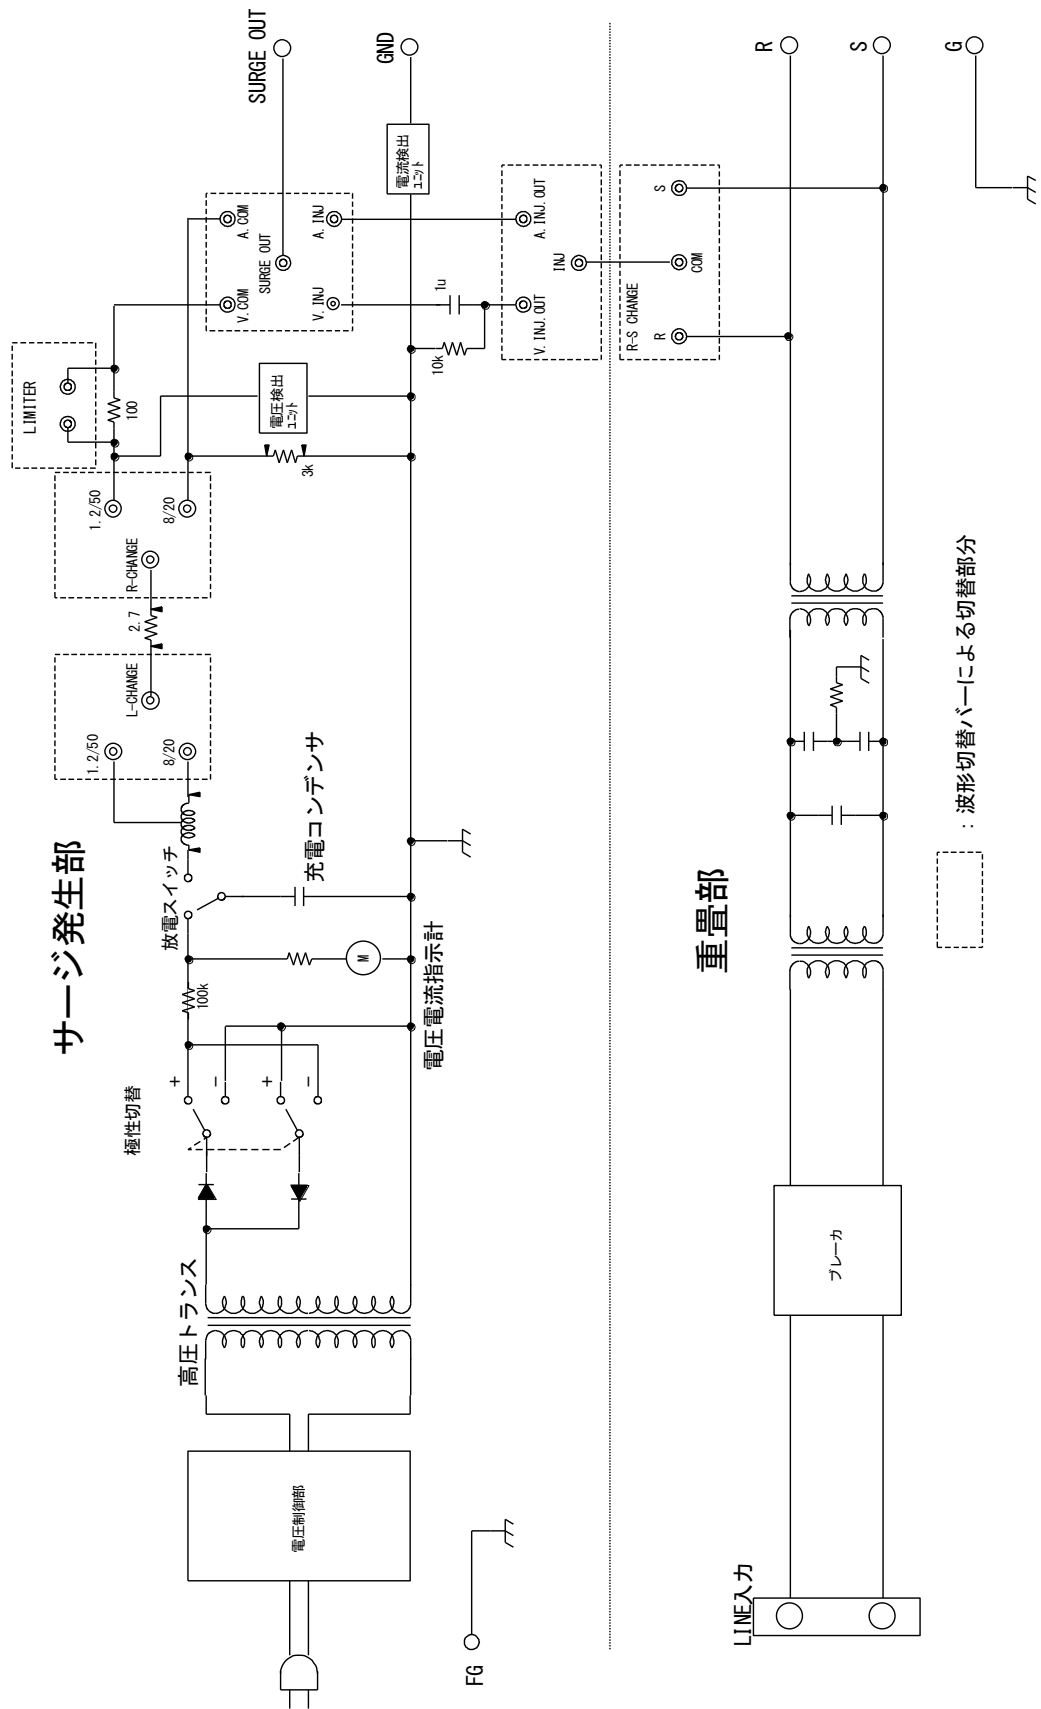 サージ発生部
電圧制御部
FG
高圧トランス
極性切替
+
-
+
-
100k
M
電圧電流指示計
放電スイッチ
充電コンデンサ
1.2/50
8/20
L-CHANGE
2.7
R-CHANGE
1.2/50
8/20
LIMITER
100
3k
電圧検出
ユニット
V.COM
A.COM
SURGE OUT
V.INJ
A.INJ
SURGE OUT
GND
電流検出
ユニット
10k
1u
V.INJ.OUT
INJ
A.INJ.OUT
R-S CHANGE
R
COM
S
重畳部
LINE入力
ブレーカ
R
S
G
：波形切替バーによる切替部分